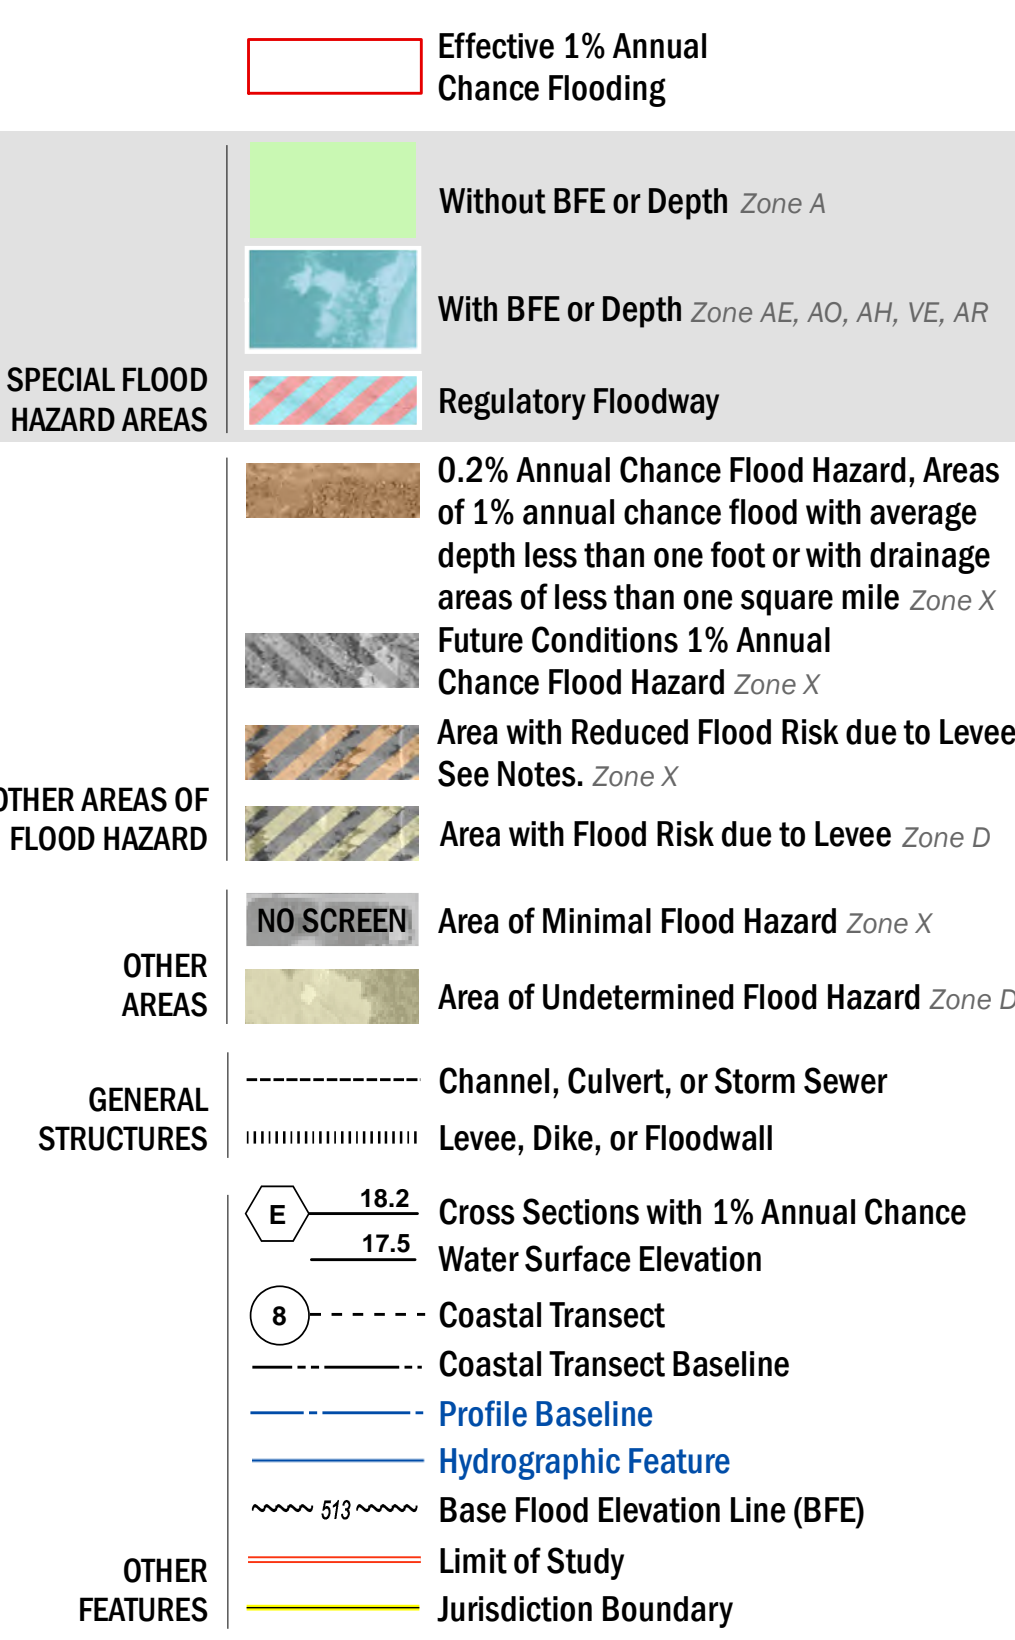 Effective 1% Annual
Chance Flooding
Without BFE or Depth Zone A
With BFE or Depth Zone AE, AO, AH, VE, AR
SPECIAL FLOOD
HAZARD AREAS
Regulatory Floodway
0.2% Annual Chance Flood Hazard, Areas
of 1% annual chance flood with average
depth less than one foot or with drainage
areas of less than one square mile Zone X
Future Conditions 1% Annual
Chance Flood Hazard Zone X
Area with Reduced Flood Risk due to Levee
See Notes. Zone X
OTHER AREAS OF
FLOOD HAZARD
Area with Flood Risk due to Levee Zone D
NO SCREEN Area of Minimal Flood Hazard Zone X
OTHER
AREAS
Area of Undetermined Flood Hazard Zone D
GENERAL
STRUCTURES
Channel, Culvert, or Storm Sewer
Levee, Dike, or Floodwall
E 18.2 Cross Sections with 1% Annual Chance
17.5 Water Surface Elevation
8 Coastal Transect
Coastal Transect Baseline
Profile Baseline
Hydrographic Feature
513 Base Flood Elevation Line (BFE)
Limit of Study
OTHER
FEATURES
Jurisdiction Boundary